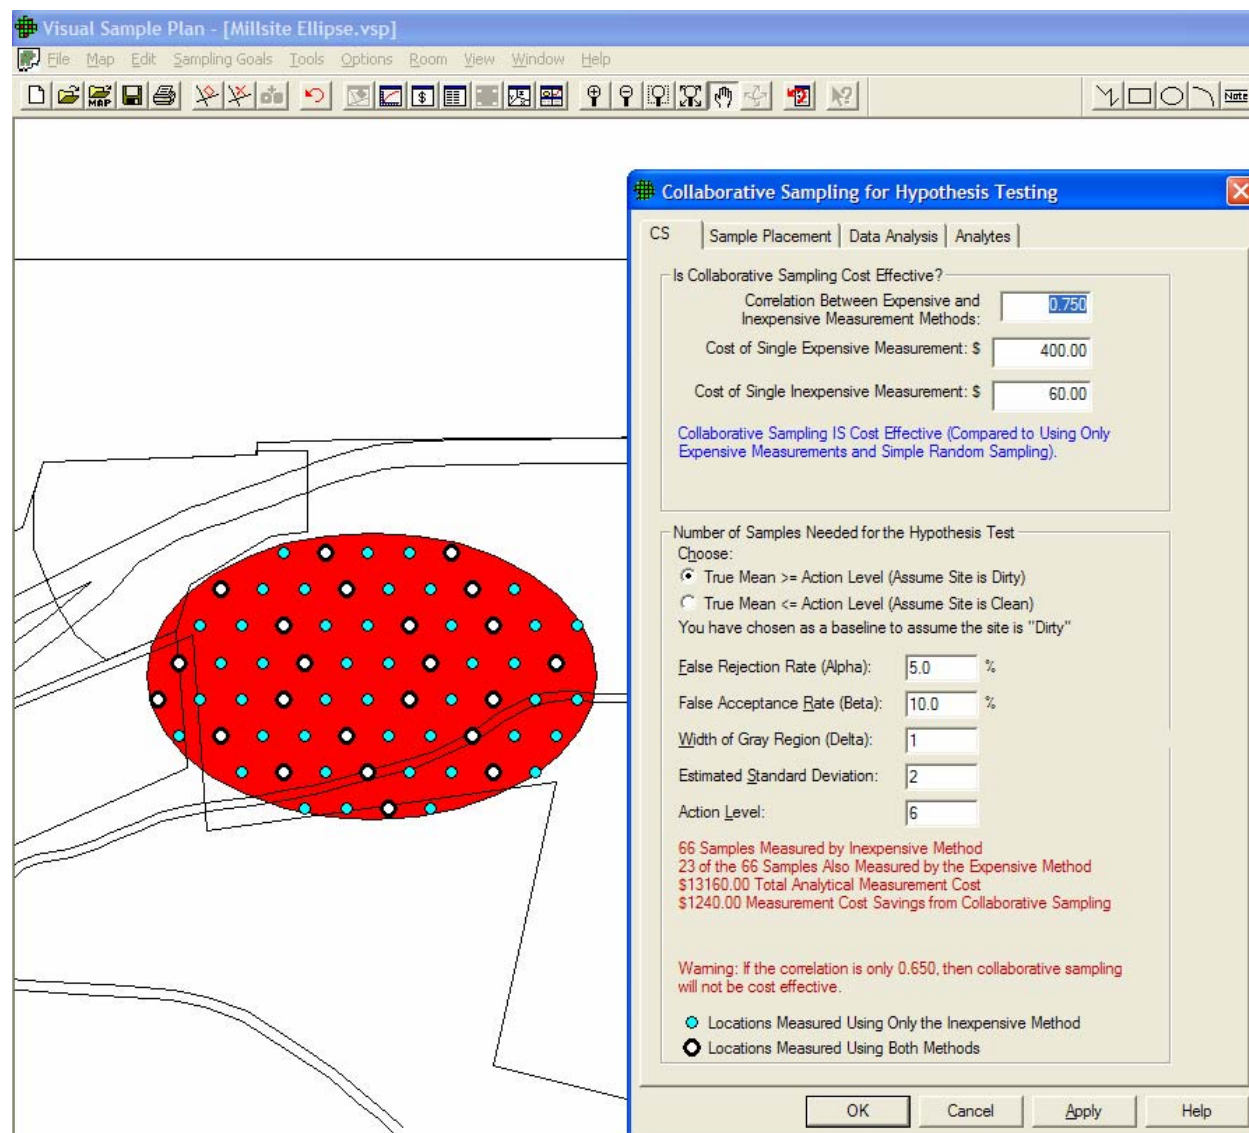 Visual Sample Plan - [Millsite Ellipse.vsp]
File Map Edit Sampling Goals Tools Options Room View Window Help
MAP
$
Note
Collaborative Sampling for Hypothesis Testing
CS Sample Placement Data Analysis Analytes
Is Collaborative Sampling Cost Effective?
Correlation Between Expensive and
Inexpensive Measurement Methods:
0.750
Cost of Single Expensive Measurement: $ 400.00
Cost of Single Inexpensive Measurement: $ 60.00
Collaborative Sampling IS Cost Effective (Compared to Using Only
Expensive Measurements and Simple Random Sampling).
Number of Samples Needed for the Hypothesis Test
Choose:
True Mean >= Action Level (Assume Site is Dirty)
True Mean <= Action Level (Assume Site is Clean)
You have chosen as a baseline to assume the site is "Dirty"
False Rejection Rate (Alpha): 5.0 %
False Acceptance Rate (Beta): 10.0 %
Width of Gray Region (Delta): 1
Estimated Standard Deviation: 2
Action Level: 6
66 Samples Measured by Inexpensive Method
23 of the 66 Samples Also Measured by the Expensive Method
$13160.00 Total Analytical Measurement Cost
$1240.00 Measurement Cost Savings from Collaborative Sampling
Warning: If the correlation is only 0.650, then collaborative sampling
will not be cost effective.
Locations Measured Using Only the Inexpensive Method
Locations Measured Using Both Methods
OK Cancel Apply Help